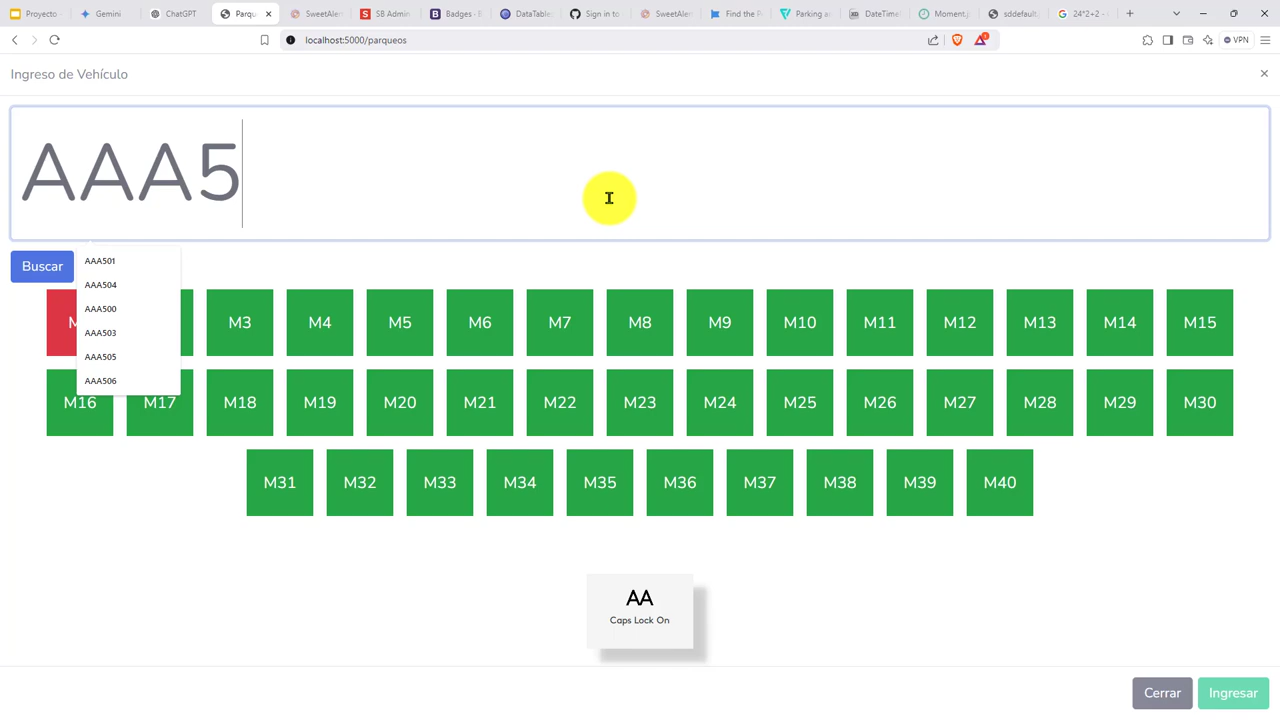 Proyecto
Gemini
ChatGPT
Parqu
SweetAler
SB Admin
Badges - B
DataTable
Sign in to
SweetAler
Find the P
Parking a
DateTime
Moment.j
sddefault.
24*2+2 -
localhost:5000/parqueos
VPN
Ingreso de Vehículo
AAA5
Buscar
AAA501
AAA504
AAA500
AAA503
AAA505
AAA506
M M3 M4 M5 M6 M7 M8 M9 M10 M11 M12 M13 M14 M15
M16 M17 M18 M19 M20 M21 M22 M23 M24 M25 M26 M27 M28 M29 M30
M31 M32 M33 M34 M35 M36 M37 M38 M39 M40
AA
Caps Lock On
Cerrar Ingresar